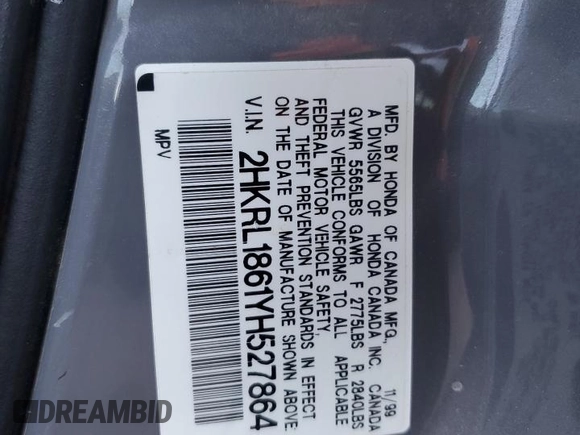 MFD. BY HONDA OF CANADA MFG., 11/99
A DIVISION OF HONDA CANADA INC. CANADA
GVWR 5565LBS GAWR F 2775LBS R 2840LBS
THIS VEHICLE CONFORMS TO ALL APPLICABLE
FEDERAL MOTOR VEHICLE SAFETY
AND THEFT PREVENTION STANDARDS IN EFFECT
ON THE DATE OF MANUFACTURE SHOWN ABOVE.
V.I.N. 2HKRL1861YH527864
MPV
DREAMBID